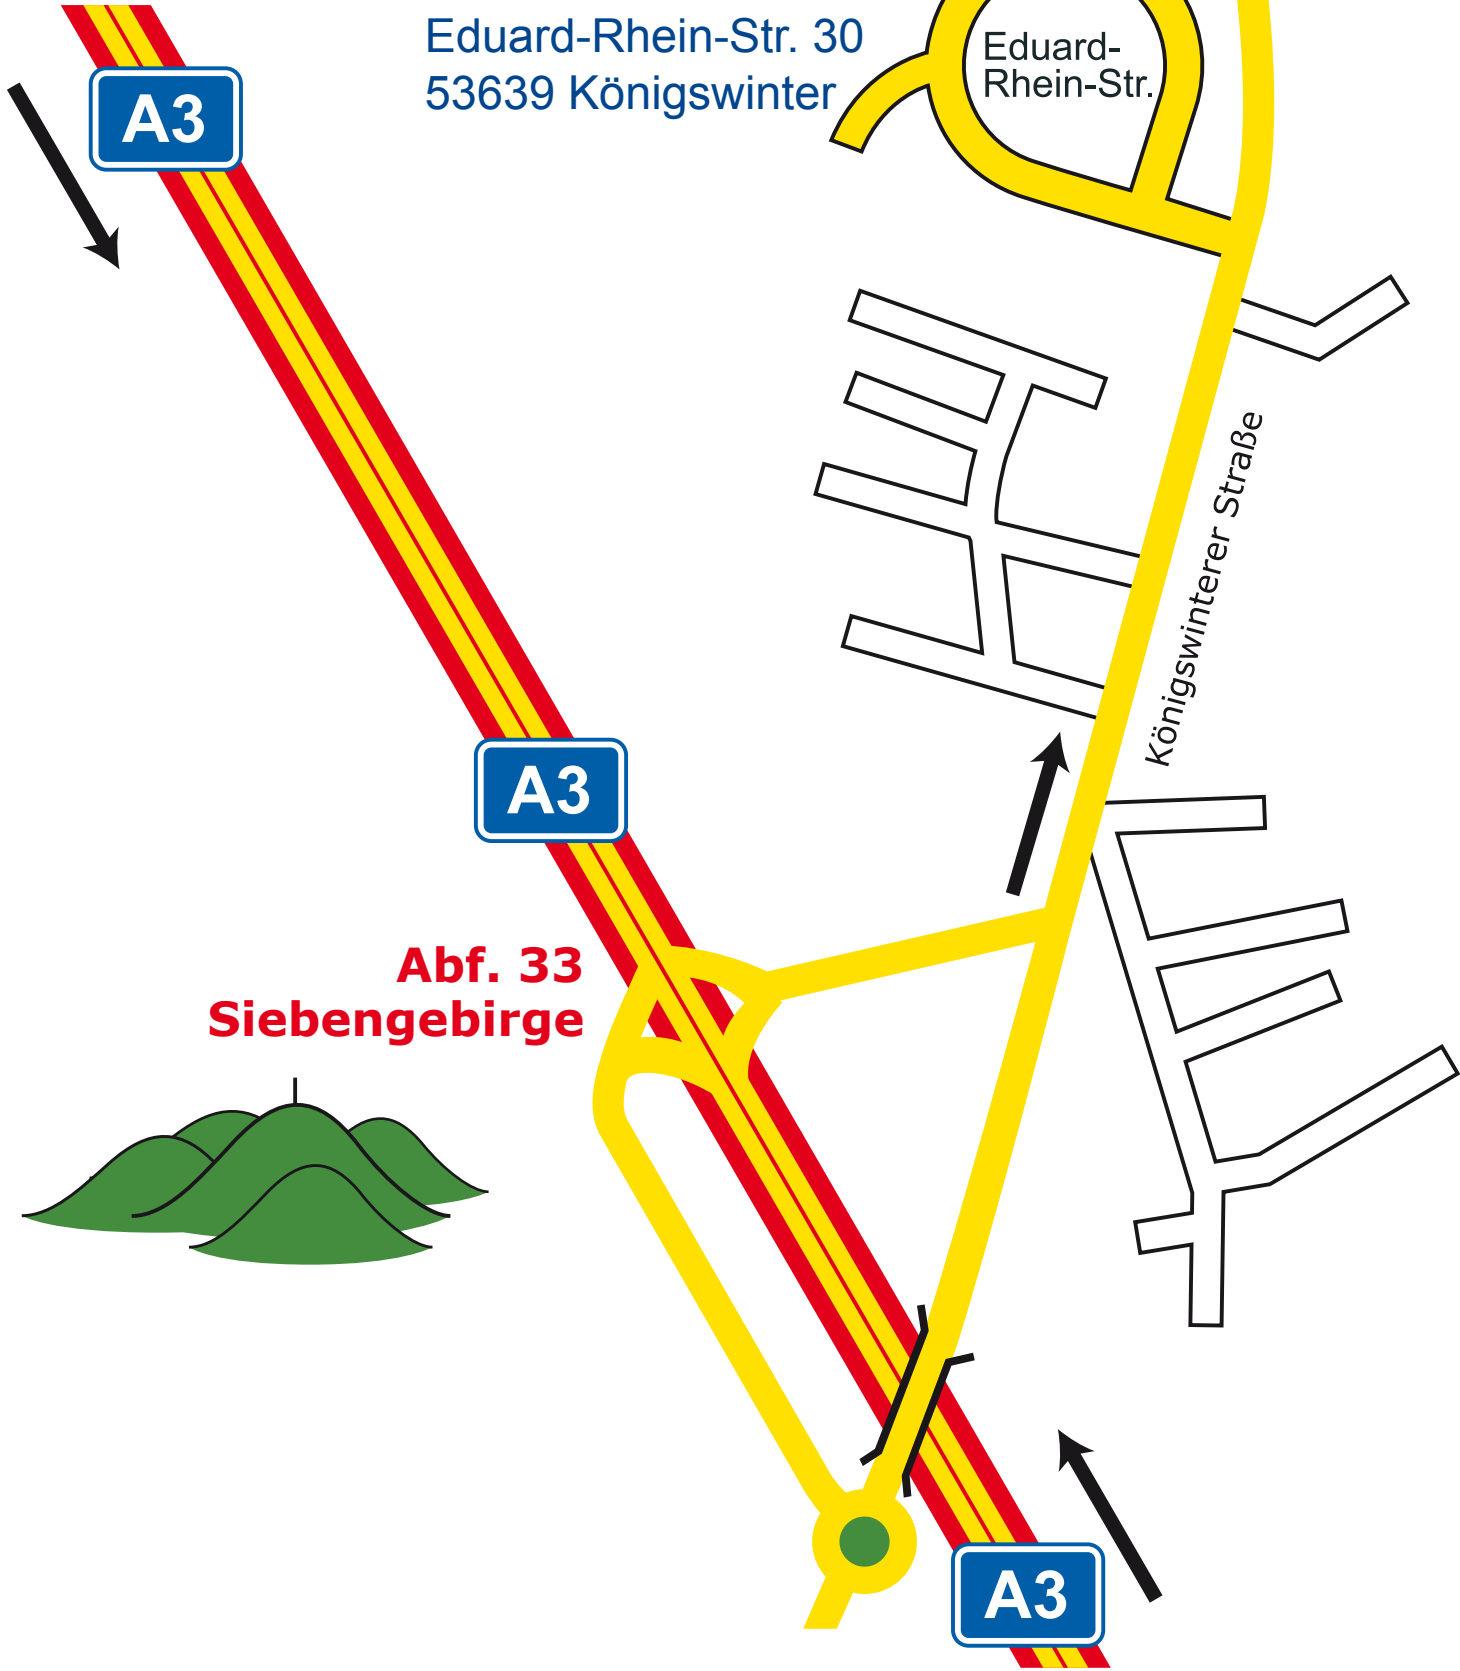 Eduard-Rhein-Str. 30
53639 Königswinter
Eduard-
Rhein-Str.
A3
Königswinterer Straße
A3
Abf. 33
Siebengebirge
A3